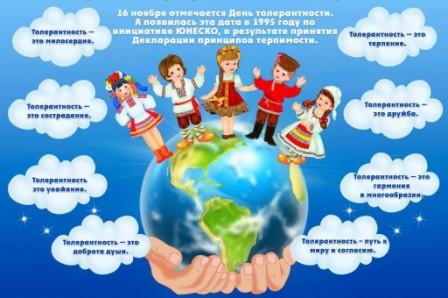 16 ноября отмечается День толерантности.
А появилась эта дата в 1995 году по
инициативе ЮНЕСКО, в результате принятия
Декларации принципов терпимости.
Толерантность –
это милосердие.
Толерантность – это
терпение.
Толерантность –
это сострадания.
Толерантность –
это дружба.
Толерантность
это уважение.
Толерантность – это
гармония
в многообразии.
Толерантность – это
доброта души.
Толерантность – путь к
миру и согласию.